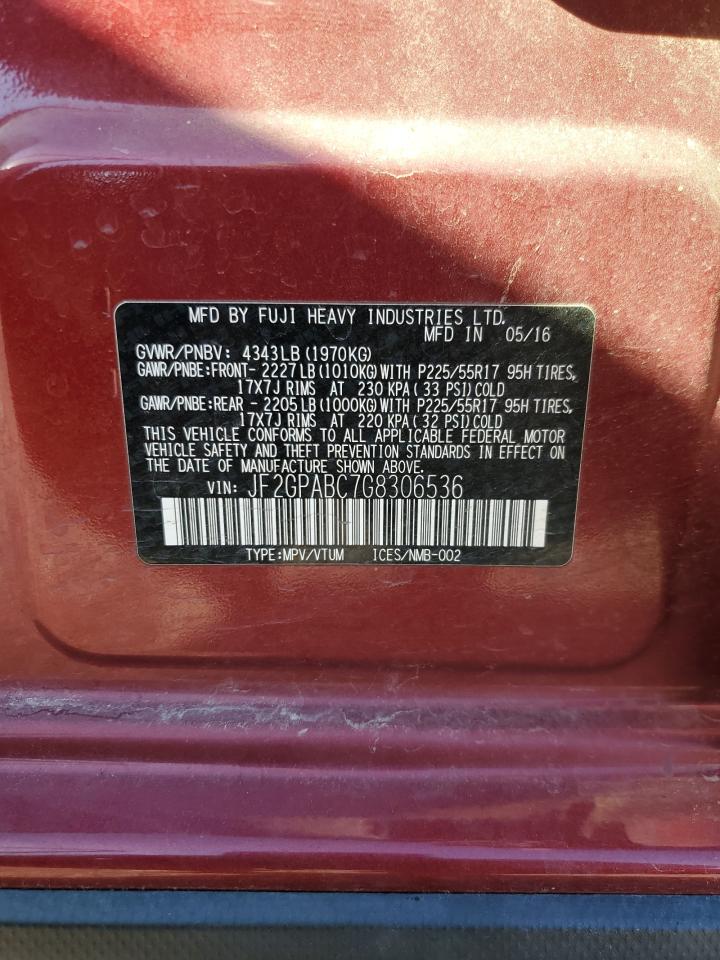 MFD BY FUJI HEAVY INDUSTRIES LTD.
MFD IN 05/16
GVWR/PNBV: 4343LB (1970KG)
GAWR/PNBE:FRONT- 2227LB (1010KG) WITH P225/55R17 95H TIRES,
17X7J RIMS AT 230 KPA (33 PSI) COLD
GAWR/PNBE:REAR - 2205LB (1000KG) WITH P225/55R17 95H TIRES,
17X7J RIMS AT 220 KPA (32 PSI) COLD
THIS VEHICLE CONFORMS TO ALL APPLICABLE FEDERAL MOTOR
VEHICLE SAFETY AND THEFT PREVENTION STANDARDS IN EFFECT ON
THE DATE OF MANUFACTURE SHOWN ABOVE.
VIN: JF2GPABC7G8306536
TYPE:MPV/VTUM ICES/NMB-002